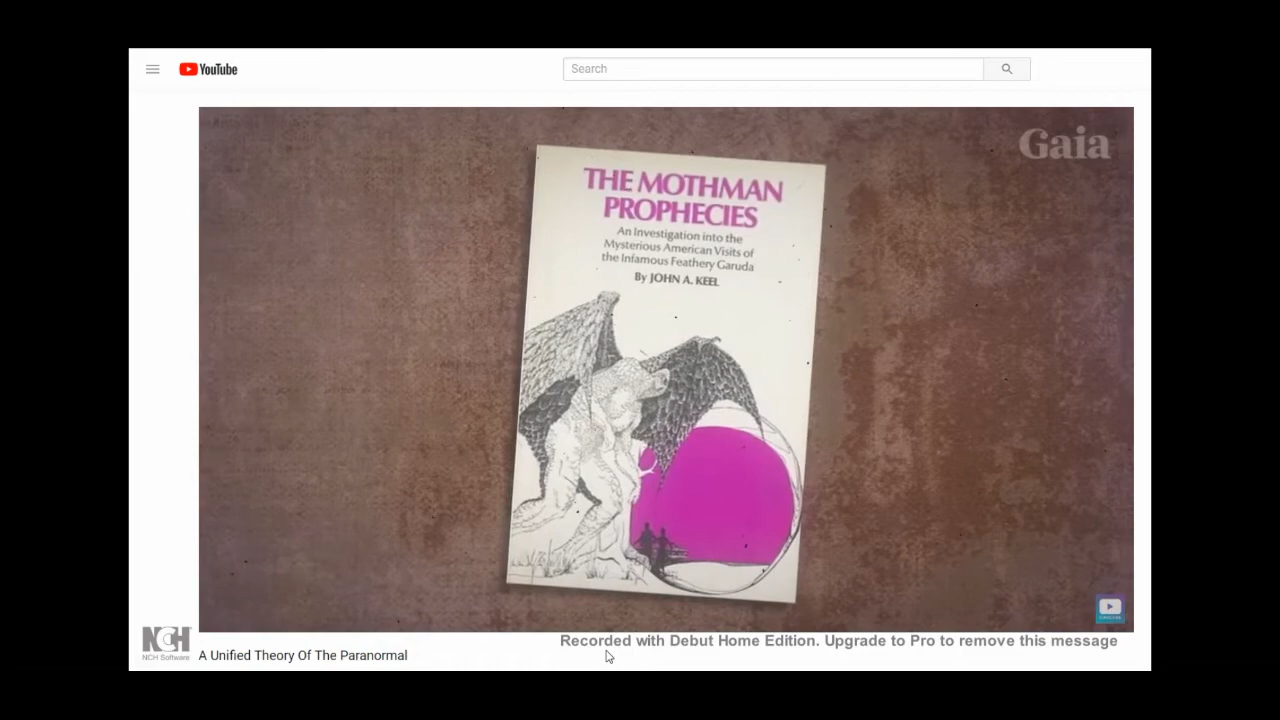 YouTube
Search
Gaia
THE MOTHMAN
PROPHECIES
An Investigation into the
Mysterious American Visits of
the Infamous Feathery Garuda
By JOHN A. KEEL
NCH
NCH Software
Recorded with Debut Home Edition. Upgrade to Pro to remove this message
A Unified Theory Of The Paranormal